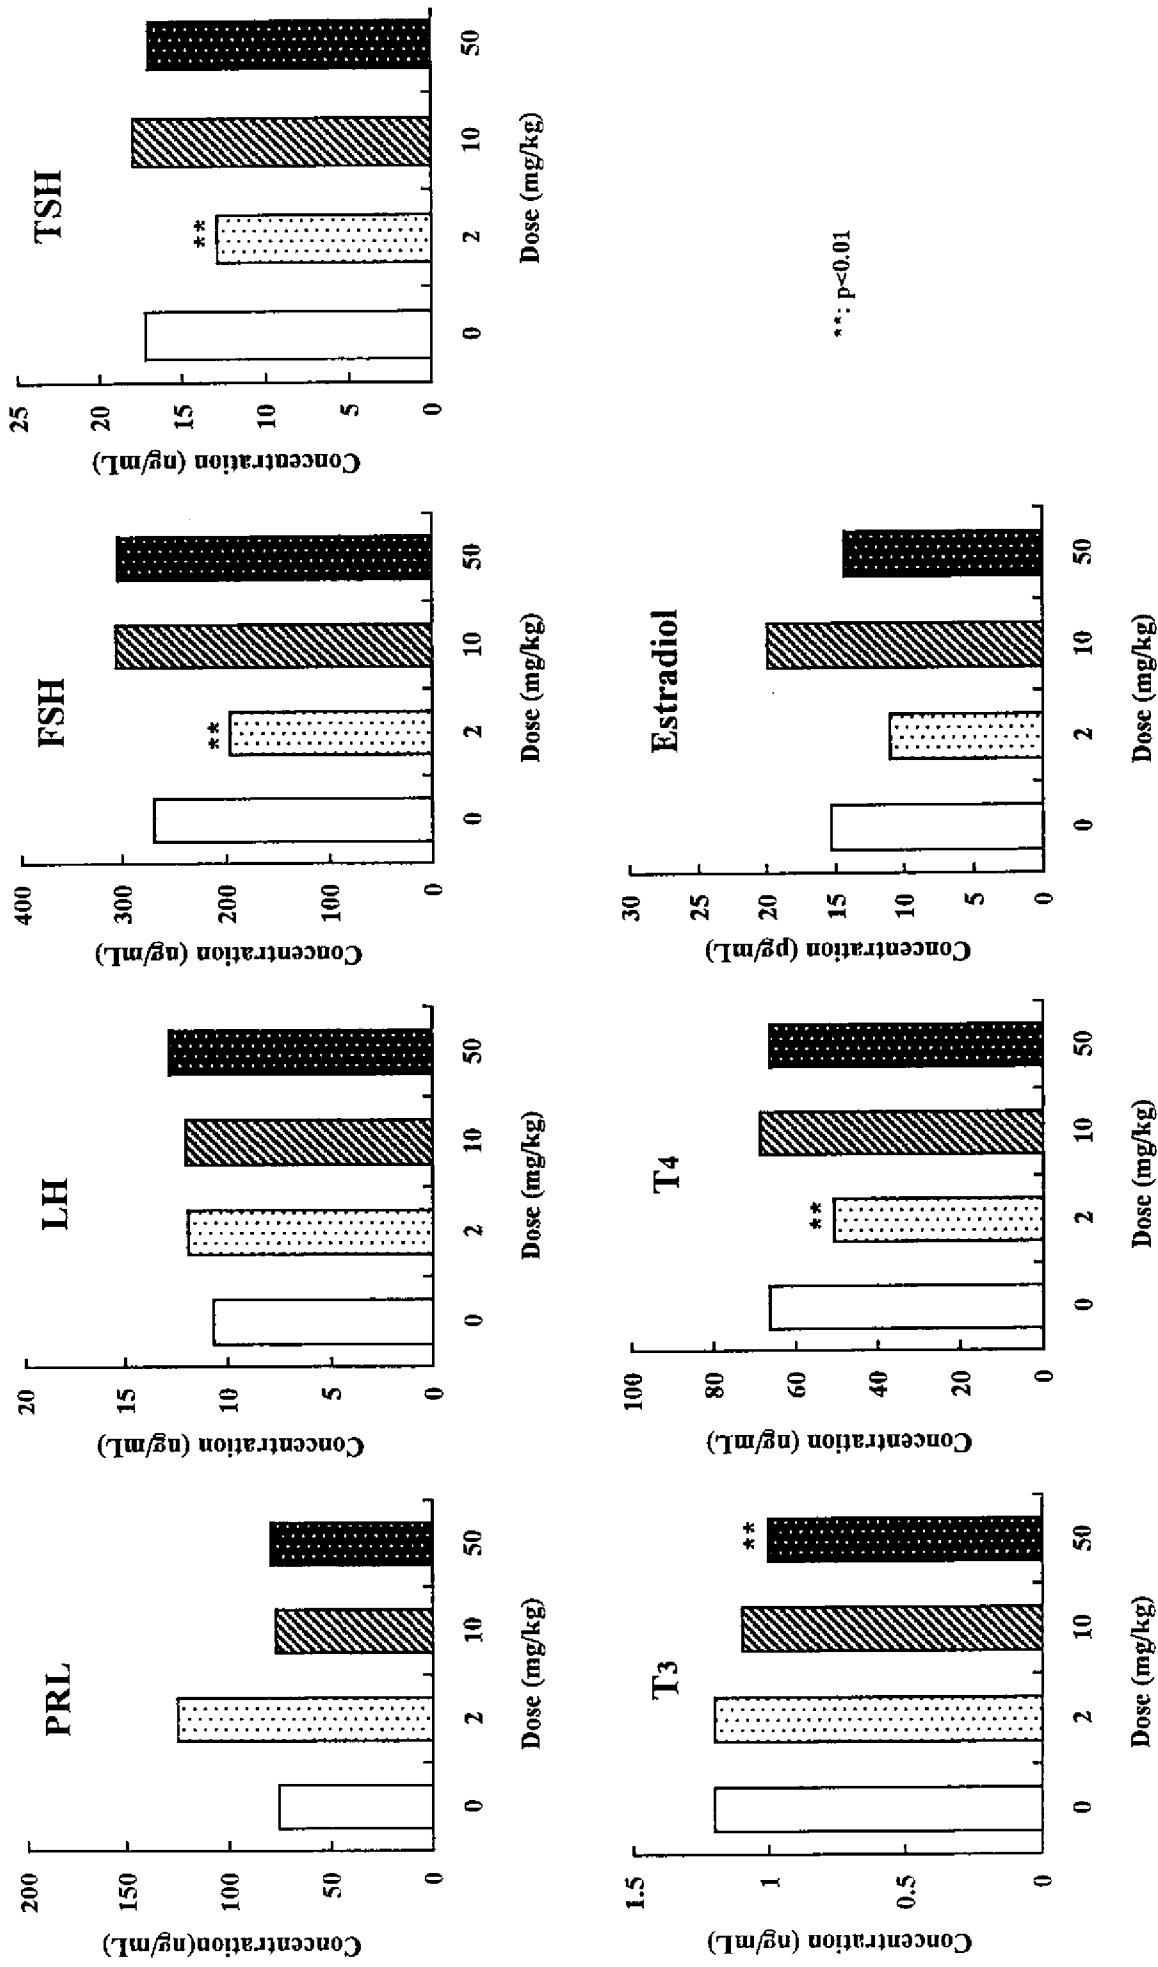 PRL
Concentration(ng/mL)
200
150
100
50
0
0 2 10 50
Dose (mg/kg)
LH
Concentration (ng/mL)
20
15
10
5
0
0 2 10 50
Dose (mg/kg)
FSH
Concentration (ng/mL)
400
300
200
100
0
**
0 2 10 50
Dose (mg/kg)
TSH
Concentration (ng/mL)
25
20
15
10
5
0
**
0 2 10 50
Dose (mg/kg)
T3
Concentration (ng/mL)
1.5
1
0.5
0
**
0 2 10 50
Dose (mg/kg)
T4
Concentration (ng/mL)
100
80
60
40
20
0
**
0 2 10 50
Dose (mg/kg)
Estradiol
Concentration (pg/mL)
30
25
20
15
10
5
0
0 2 10 50
Dose (mg/kg)
**: p<0.01